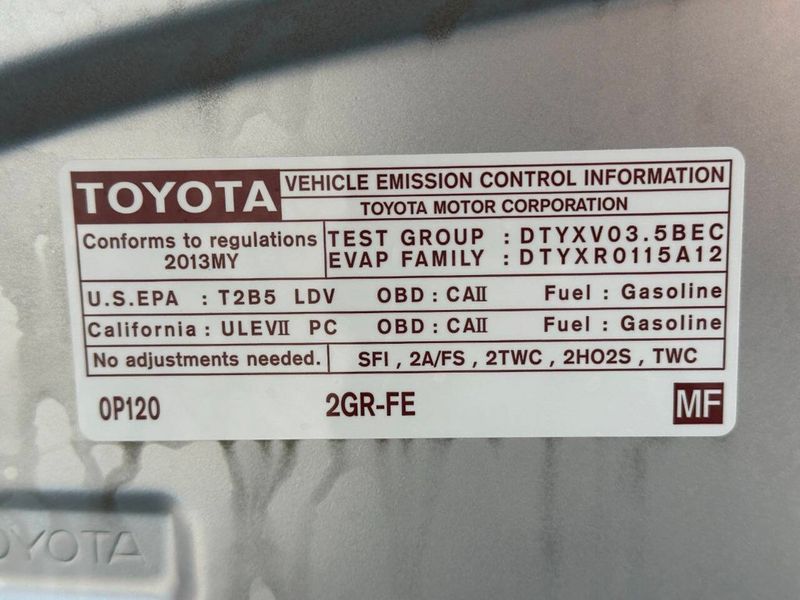 TOYOTA
VEHICLE EMISSION CONTROL INFORMATION
TOYOTA MOTOR CORPORATION
Conforms to regulations
2013MY
TEST GROUP : DTYXV03.5BEC
EVAP FAMILY : DTYXR0115A12
U.S.EPA : T2B5 LDV OBD : CAII Fuel : Gasoline
California : ULEVII PC OBD : CAII Fuel : Gasoline
No adjustments needed. SFI , 2A/FS , 2TWC , 2HO2S , TWC
0P120 2GR-FE MF
TOYOTA